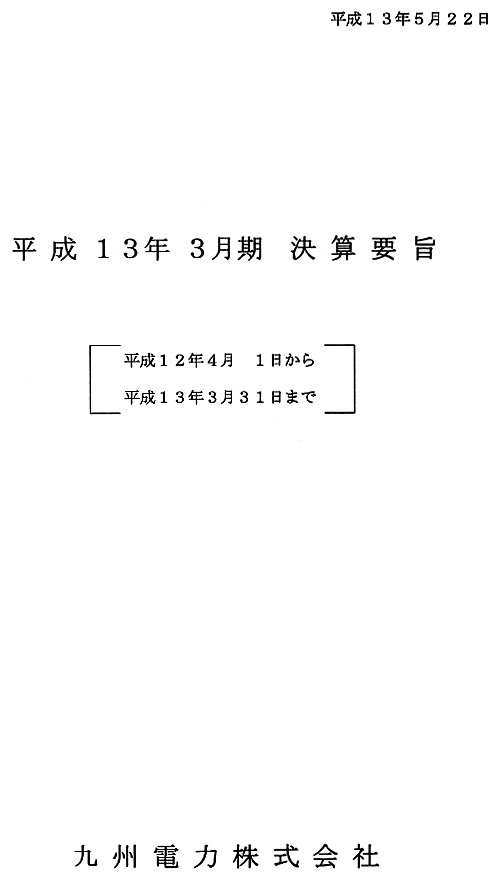 平成１３年５月２２日
平成 １３年 ３月期 決算要旨
平成１２年４月　１日から
平成１３年３月３１日まで
九州電力株式会社